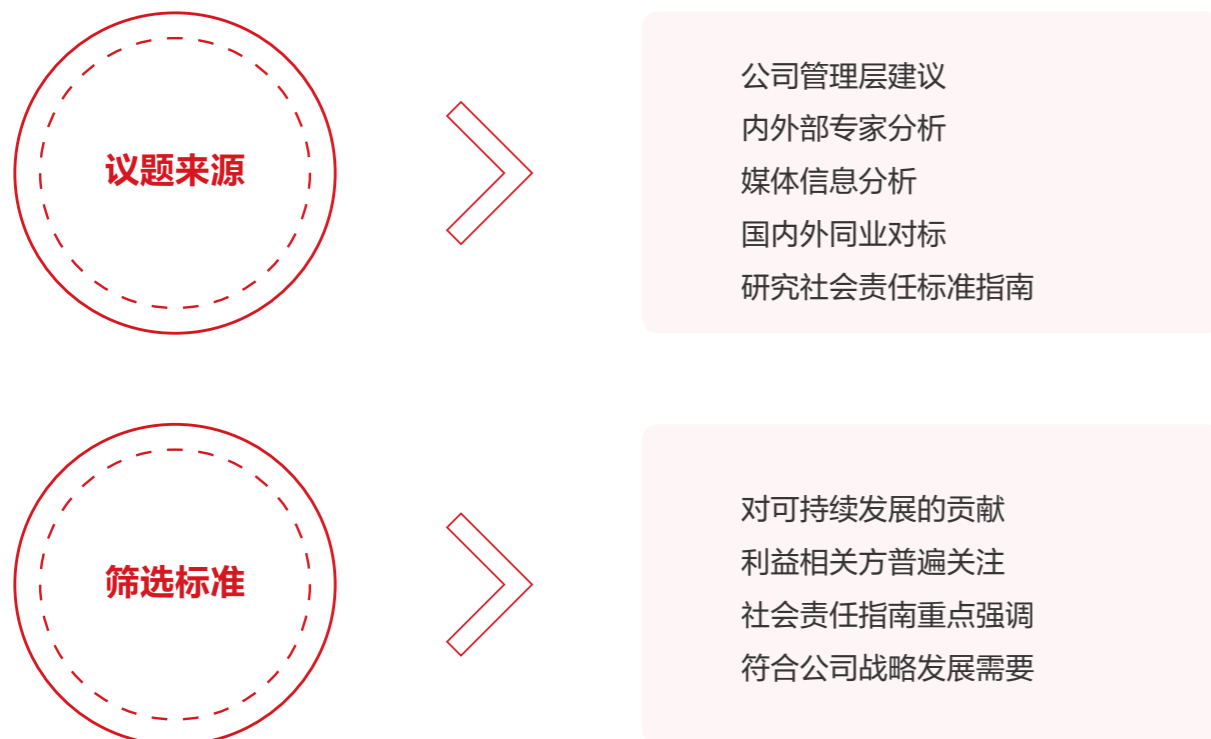 议题来源
公司管理层建议
内外部专家分析
媒体信息分析
国内外同业对标
研究社会责任标准指南
筛选标准
对可持续发展的贡献
利益相关方普遍关注
社会责任指南重点强调
符合公司战略发展需要